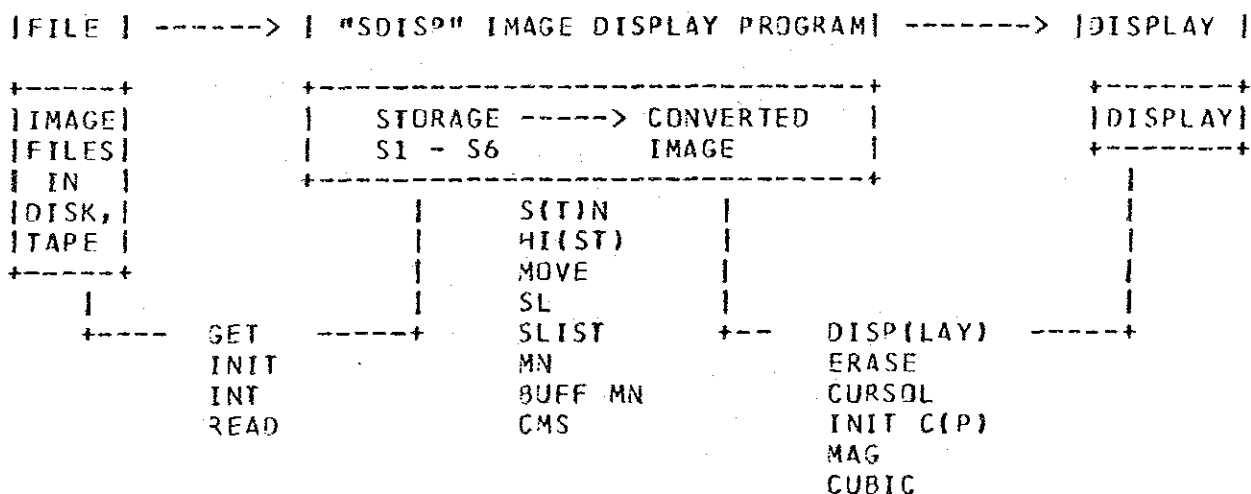 |FILE | ------> | "SDISP" IMAGE DISPLAY PROGRAM| -------> |DISPLAY |
+-----+ +-----------------------------+ +-------+
|IMAGE| | STORAGE -----> CONVERTED | |DISPLAY|
|FILES| | S1 - S6 IMAGE | +-------+
| IN | +-----------------------------+ |
|DISK,| | S(T)N | |
|TAPE | | HI(ST) | |
+-----+ | MOVE | |
| | SL | |
+---- GET -----+ SLIST +-- DISP(LAY) -----+
INIT MN ERASE
INT BUFF MN CURSOL
READ CMS INIT C(P)
MAG
CUBIC